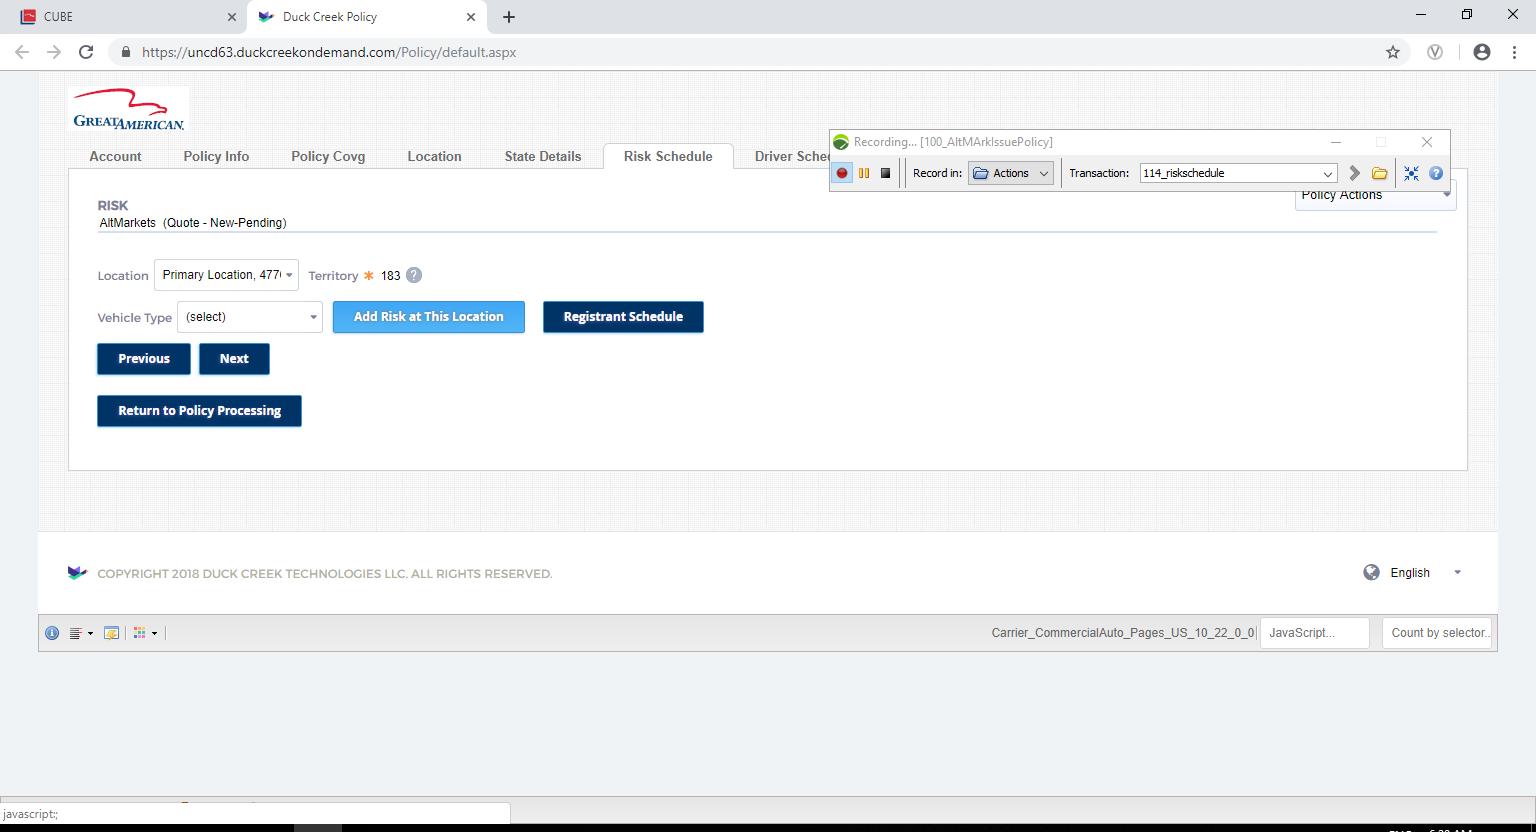 CUBE
Duck Creek Policy
https://uncd63.duckcreekondemand.com/Policy/default.aspx
GREATAMERICAN.
Recording... [100_AltMArkIssuePolicy]
Account Policy Info Policy Covg Location State Details Risk Schedule Driver Sche
Record in: Actions Transaction: 114_riskschedule
Policy Actions
RISK
AltMarkets (Quote - New-Pending)
Location Primary Location, 477 Territory * 183 ?
Vehicle Type (select) Add Risk at This Location Registrant Schedule
Previous Next
Return to Policy Processing
COPYRIGHT 2018 DUCK CREEK TECHNOLOGIES LLC. ALL RIGHTS RESERVED.
English
Carrier_CommercialAuto_Pages_US_10_22_0_0 JavaScript... Count by selector..
javascript:;